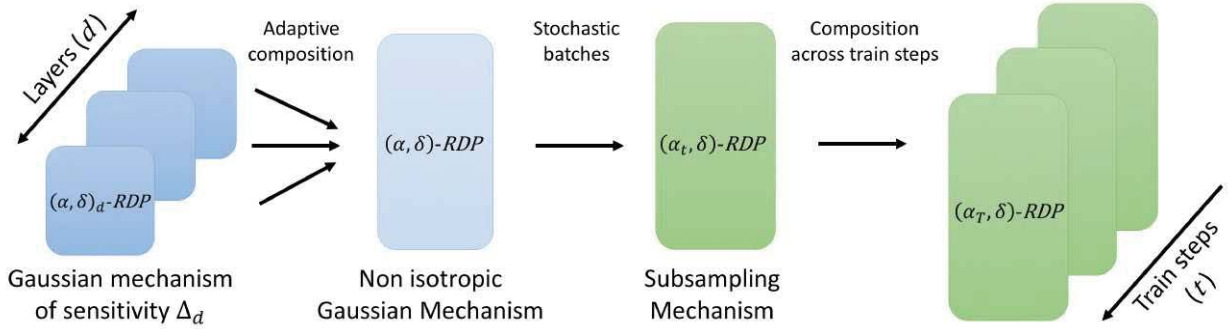 Layers (d)
Adaptive
composition
Stochastic
batches
Composition
across train steps
(α, δ)_d-RDP
(α, δ)-RDP
(α_t, δ)-RDP
(α_T, δ)-RDP
Gaussian mechanism
of sensitivity Δ_d
Non isotropic
Gaussian Mechanism
Subsampling
Mechanism
Train steps
(t)